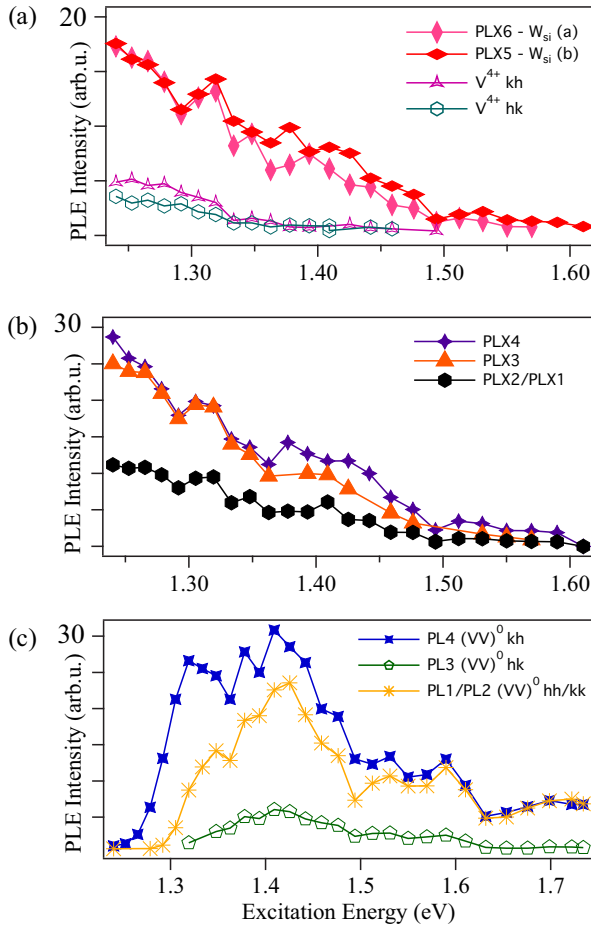 (a)
20
PLE Intensity (arb.u.)
PLX6 - W_si (a)
PLX5 - W_si (b)
V^4+ kh
V^4+ hk
1.30 1.40 1.50 1.60
(b)
30
PLE Intensity (arb.u.)
PLX4
PLX3
PLX2/PLX1
1.30 1.40 1.50 1.60
(c)
30
PLE Intensity (arb.u.)
PL4 (VV)^0 kh
PL3 (VV)^0 hk
PL1/PL2 (VV)^0 hh/kk
1.3 1.4 1.5 1.6 1.7
Excitation Energy (eV)